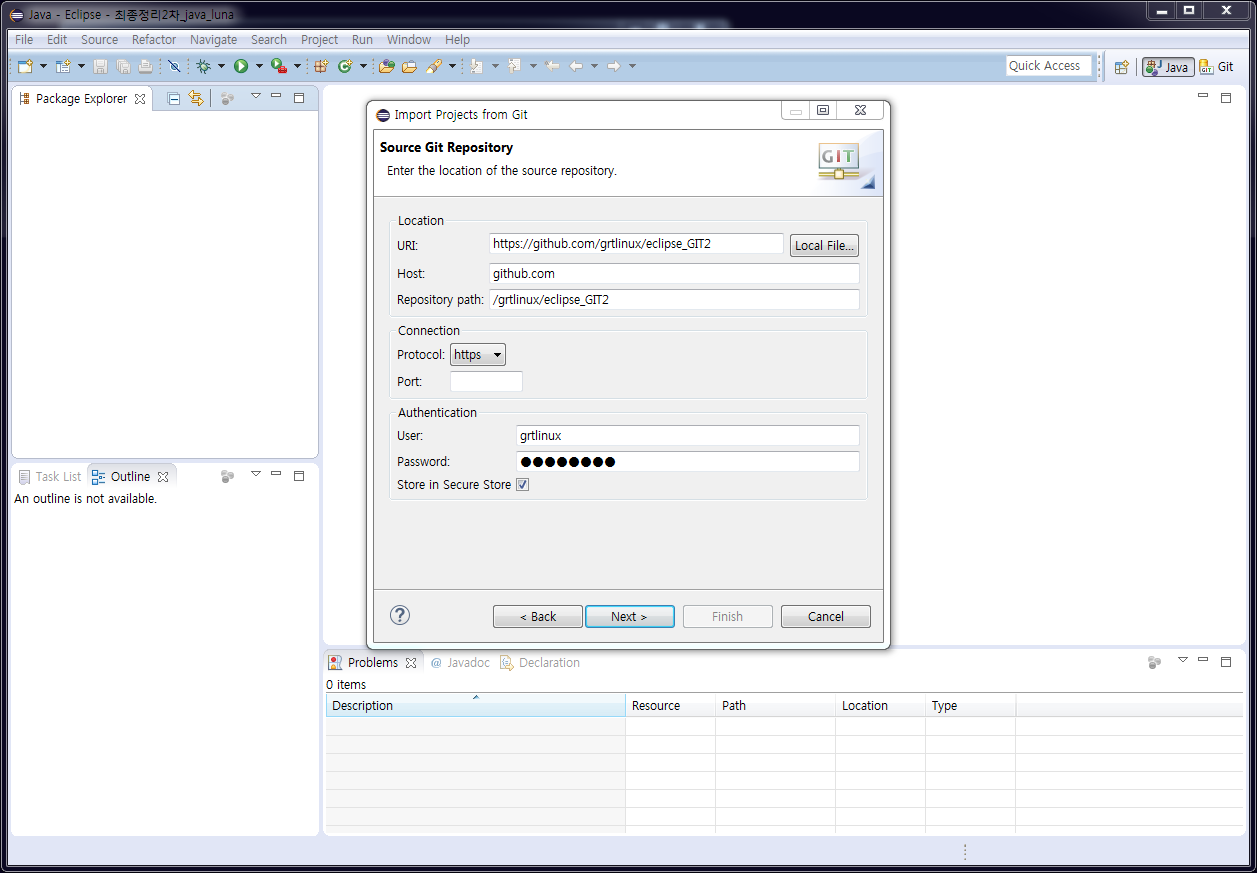 Java - Eclipse - 최종정리2차_java_luna
File Edit Source Refactor Navigate Search Project Run Window Help
Quick Access
Java
Git
Package Explorer
Import Projects from Git
Source Git Repository
Enter the location of the source repository.
GIT
Location
URI: https://github.com/grtlinux/eclipse_GIT2 Local File...
Host: github.com
Repository path: /grtlinux/eclipse_GIT2
Connection
Protocol: https
Port:
Authentication
User: grtlinux
Password: ●●●●●●●●
Store in Secure Store
< Back Next > Finish Cancel
Task List Outline
An outline is not available.
Problems @ Javadoc Declaration
0 items
Description Resource Path Location Type